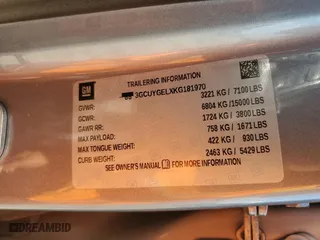 GM
TRAILERING INFORMATION
3GCUYGELXKG181970
GVWR: 3221 KG / 7100 LBS
GCWR: 6804 KG/15000 LBS
GAWR RR: 1724 KG / 3800 LBS
MAX PAYLOAD: 758 KG / 1671 LBS
MAX TONGUE WEIGHT: 422 KG / 930 LBS
CURB WEIGHT: 2463 KG / 5429 LBS
SEE OWNER'S MANUAL FOR MORE INFORMATION
DREAMBID